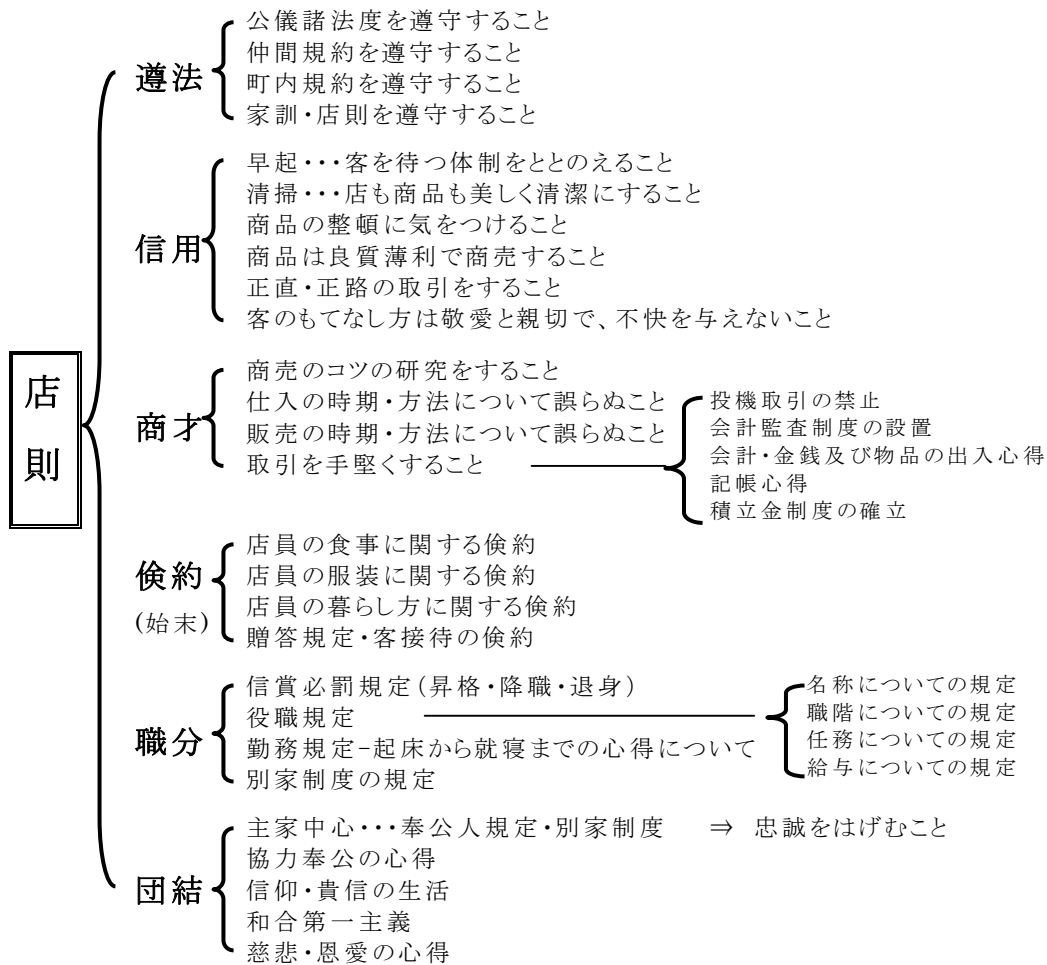 店則
遵法
公儀諸法度を遵守すること
仲間規約を遵守すること
町内規約を遵守すること
家訓・店則を遵守すること
信用
早起・・・客を待つ体制をととのえること
清掃・・・店も商品も美しく清潔にすること
商品の整頓に気をつけること
商品は良質薄利で商売すること
正直・正路の取引をすること
客のもてなし方は敬愛と親切で、不快を与えないこと
商才
商売のコツの研究をすること
仕入の時期・方法について誤らぬこと
販売の時期・方法について誤らぬこと
取引を手堅くすること
投機取引の禁止
会計監査制度の設置
会計・金銭及び物品の出入心得
記帳心得
積立金制度の確立
倹約
(始末)
店員の食事に関する倹約
店員の服装に関する倹約
店員の暮らし方に関する倹約
贈答規定・客接待の倹約
職分
信賞必罰規定(昇格・降職・退身)
役職規定
勤務規定-起床から就寝までの心得について
別家制度の規定
名称についての規定
職階についての規定
任務についての規定
給与についての規定
団結
主家中心・・・奉公人規定・別家制度 ⇒ 忠誠をはげむこと
協力奉公の心得
信仰・貴信の生活
和合第一主義
慈悲・恩愛の心得